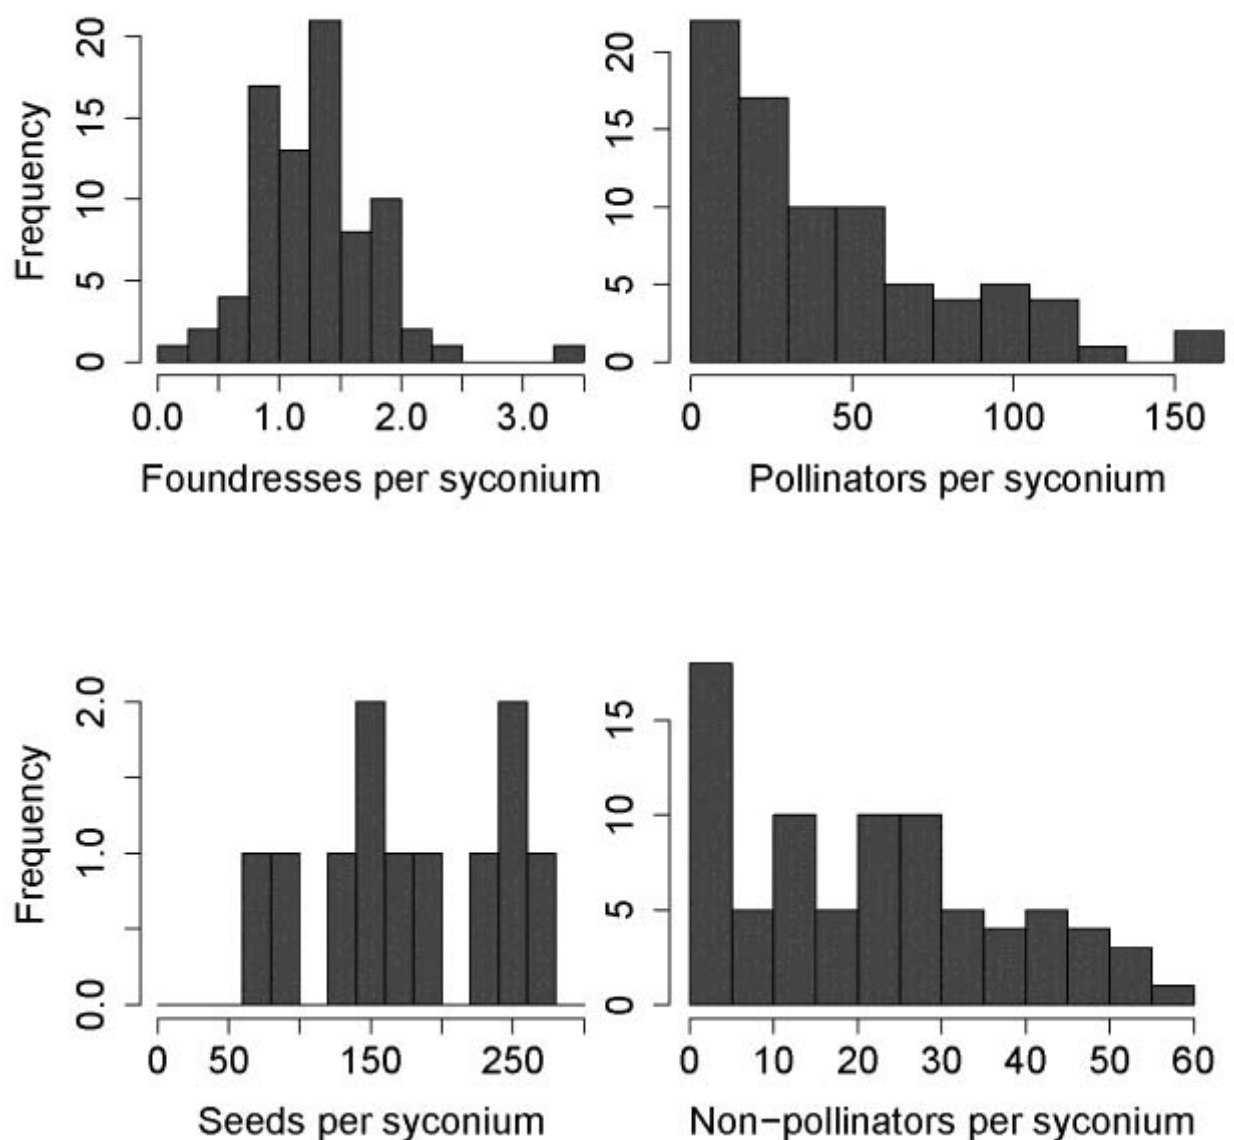 Frequency
20
15
10
5
0
0.0 1.0 2.0 3.0
Foundresses per syconium
20
15
10
5
0
0 50 100 150
Pollinators per syconium
Frequency
2.0
1.0
0.0
0 50 150 250
Seeds per syconium
15
10
5
0
0 10 20 30 40 50 60
Non−pollinators per syconium